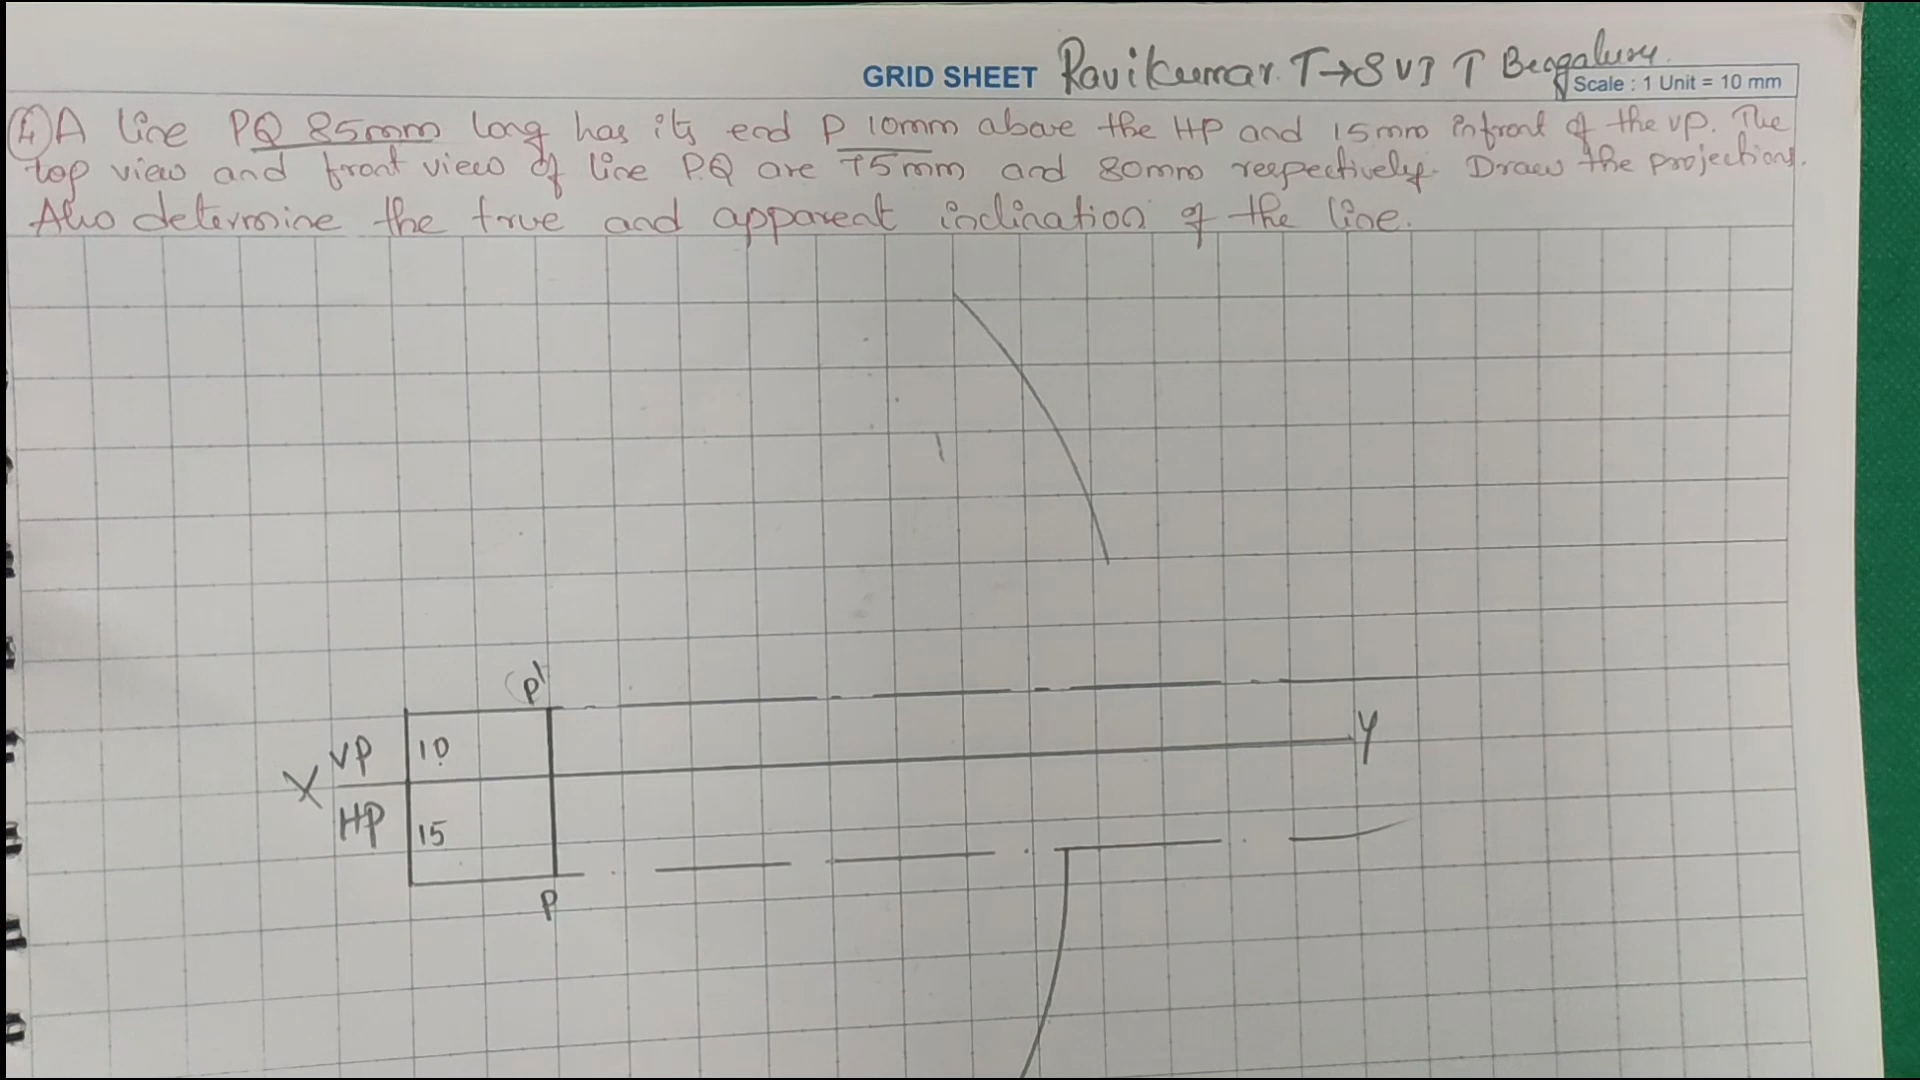 GRID SHEET Ravikumar. T→SVIT Bengaluru.
Scale : 1 Unit = 10 mm
④ A line PQ 85mm long has its end P 10mm above the HP and 15mm infront of the VP. The
top view and front view of line PQ are 75mm and 80mm respectively. Draw the projections.
Also determine the true and apparent inclination of the line.
p'
VP 10
X Y
HP 15
P